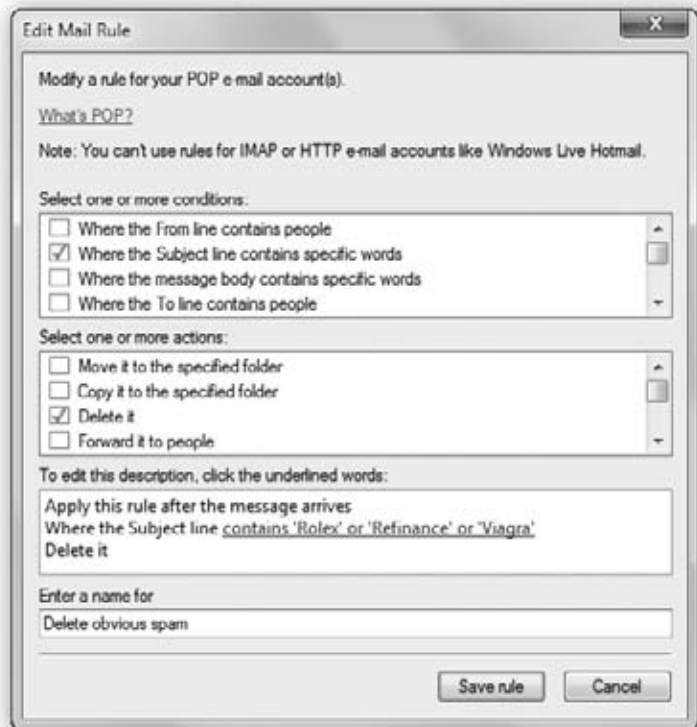 Edit Mail Rule
Modify a rule for your POP e-mail account(s).
What's POP?
Note: You can't use rules for IMAP or HTTP e-mail accounts like Windows Live Hotmail.
Select one or more conditions:
Where the From line contains people
Where the Subject line contains specific words
Where the message body contains specific words
Where the To line contains people
Select one or more actions:
Move it to the specified folder
Copy it to the specified folder
Delete it
Forward it to people
To edit this description, click the underlined words:
Apply this rule after the message arrives
Where the Subject line contains 'Rolex' or 'Refinance' or 'Viagra'
Delete it
Enter a name for
Delete obvious spam
Save rule Cancel